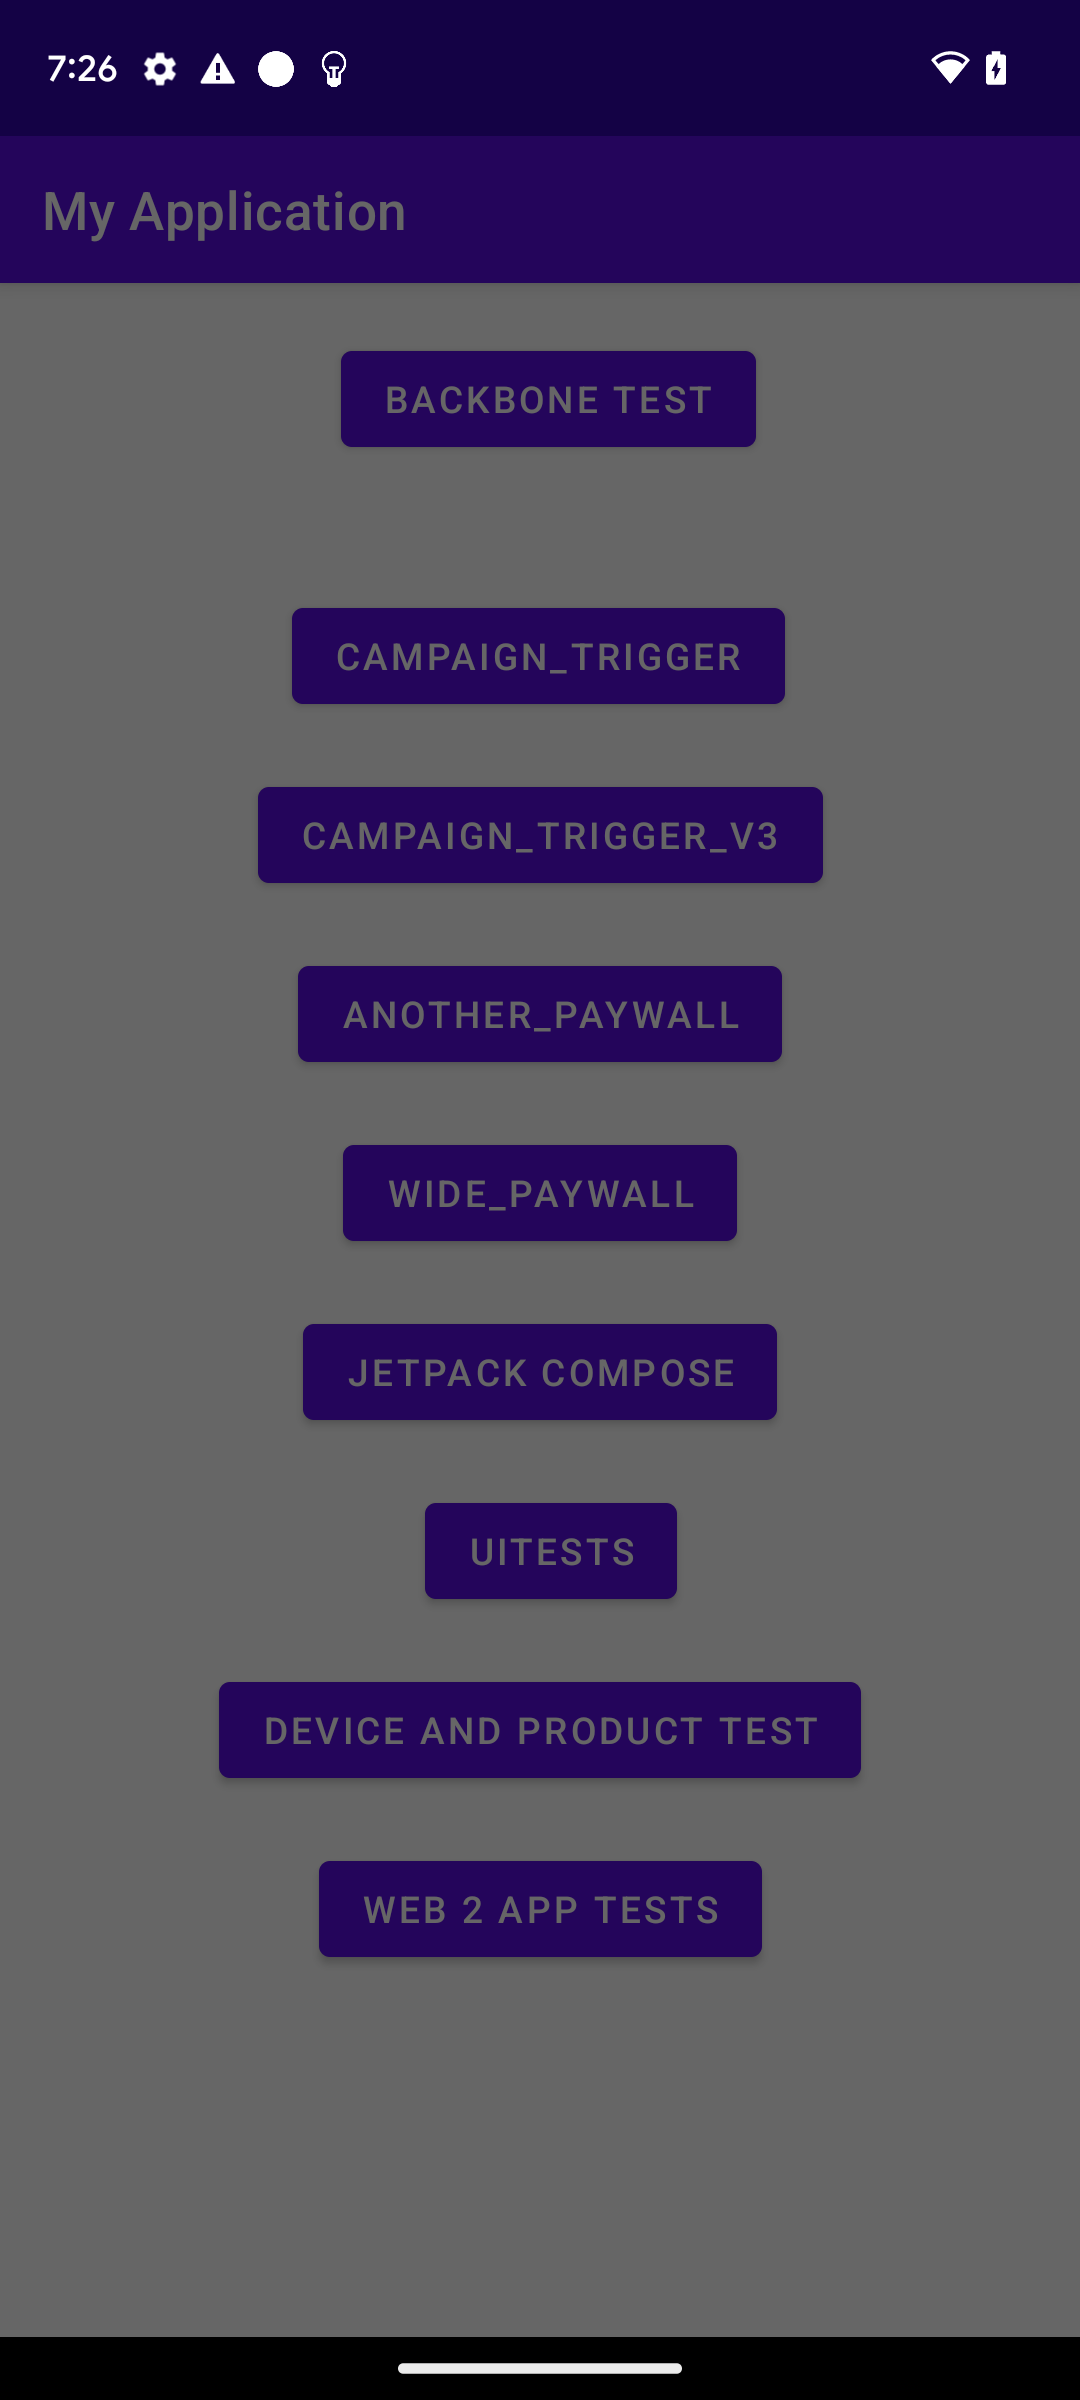 7:26
My Application
BACKBONE TEST
CAMPAIGN_TRIGGER
CAMPAIGN_TRIGGER_V3
ANOTHER_PAYWALL
WIDE_PAYWALL
JETPACK COMPOSE
UITESTS
DEVICE AND PRODUCT TEST
WEB 2 APP TESTS